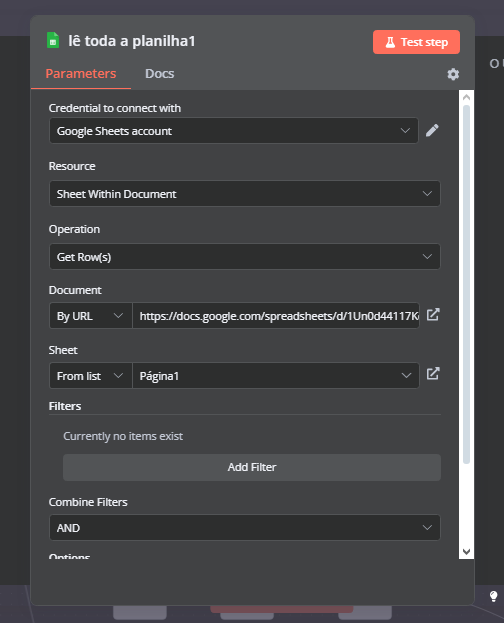 lê toda a planilha1
Test step
Parameters Docs
Credential to connect with
Google Sheets account
Resource
Sheet Within Document
Operation
Get Row(s)
Document
By URL https://docs.google.com/spreadsheets/d/1Un0d44117K
Sheet
From list Página1
Filters
Currently no items exist
Add Filter
Combine Filters
AND
Options